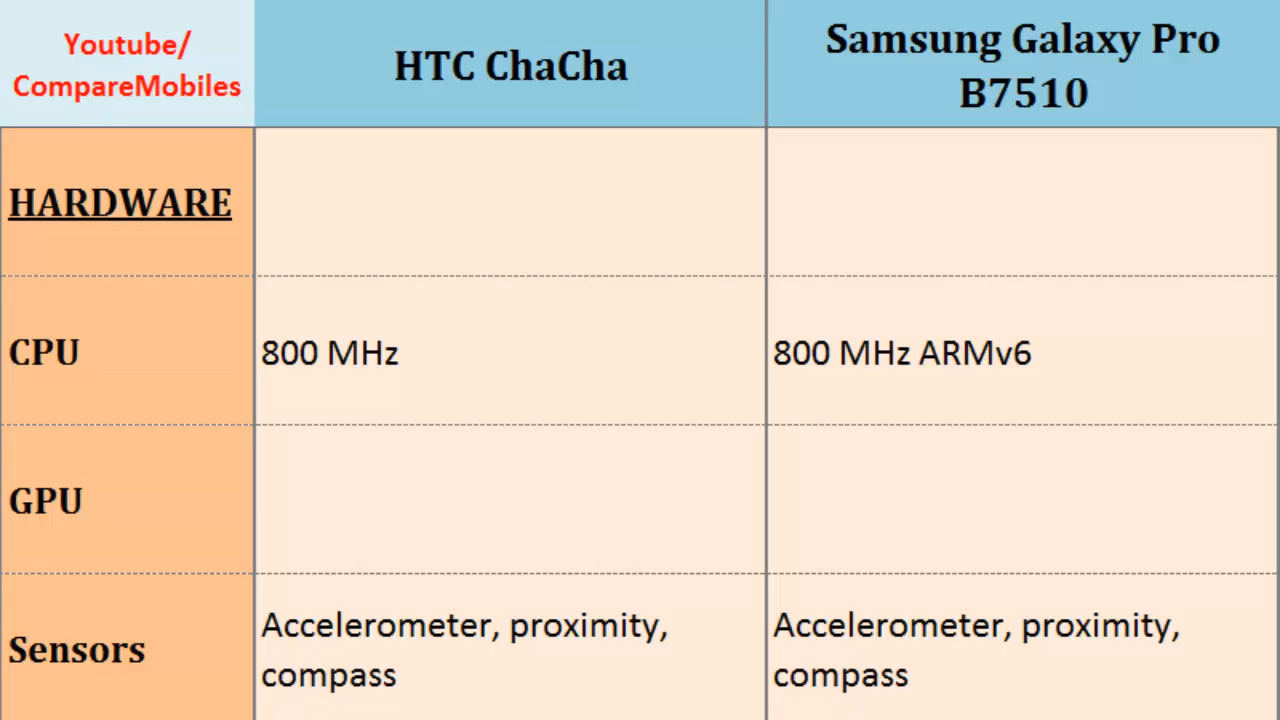 Youtube/
CompareMobiles
HTC ChaCha
Samsung Galaxy Pro
B7510
HARDWARE
CPU
800 MHz
800 MHz ARMv6
GPU
Sensors
Accelerometer, proximity,
compass
Accelerometer, proximity,
compass